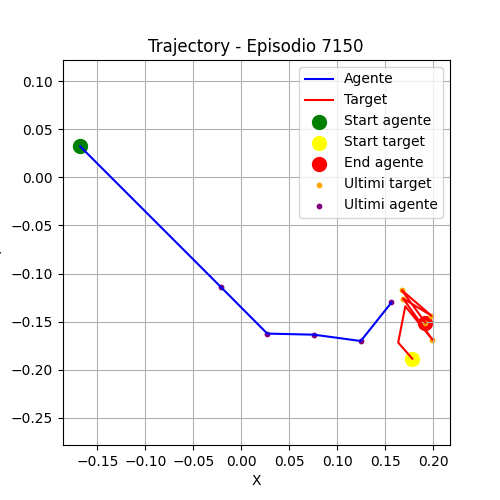 Trajectory - Episodio 7150
Agente
Target
Start agente
Start target
End agente
Ultimi target
Ultimi agente
0.10
0.05
0.00
−0.05
−0.10
−0.15
−0.20
−0.25
−0.15 −0.10 −0.05 0.00 0.05 0.10 0.15 0.20
X